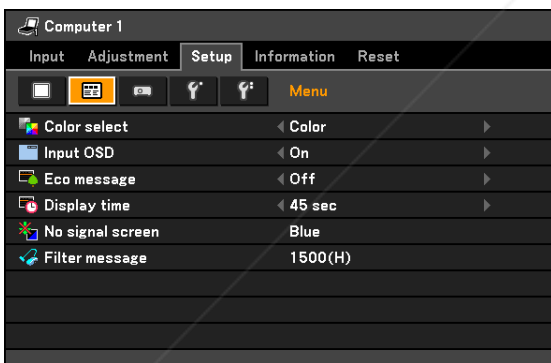 Computer 1
Input Adjustment Setup Information Reset
Menu
Color select Color
Input OSD On
Eco message Off
Display time 45 sec
No signal screen Blue
Filter message 1500(H)